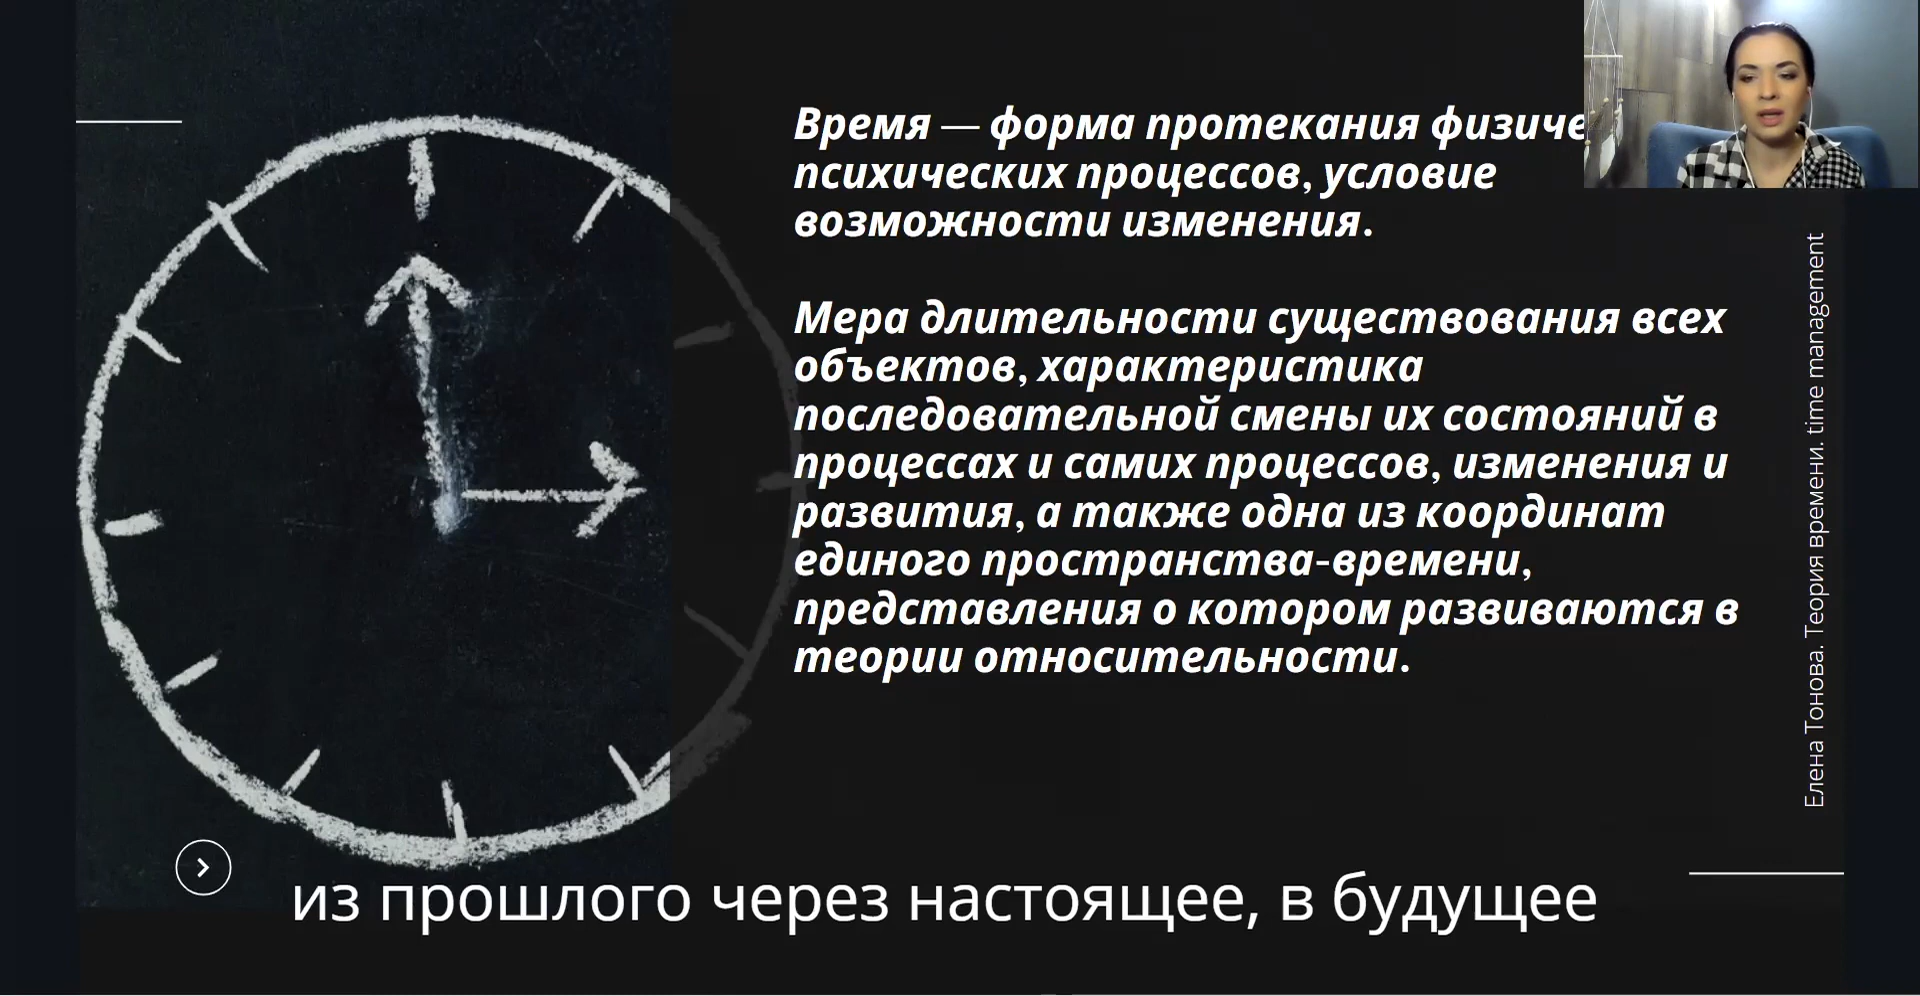 Время — форма протекания
психических процессов, условие
возможности изменения.
Мера длительности существования всех
объектов, характеристика
последовательной смены их состояний в
процессах и самих процессов, изменения и
развития, а также одна из координат
единого пространства-времени,
представления о котором развиваются в
теории относительности.
Елена Тонова. Теория времени. time management
из прошлого через настоящее, в будущее